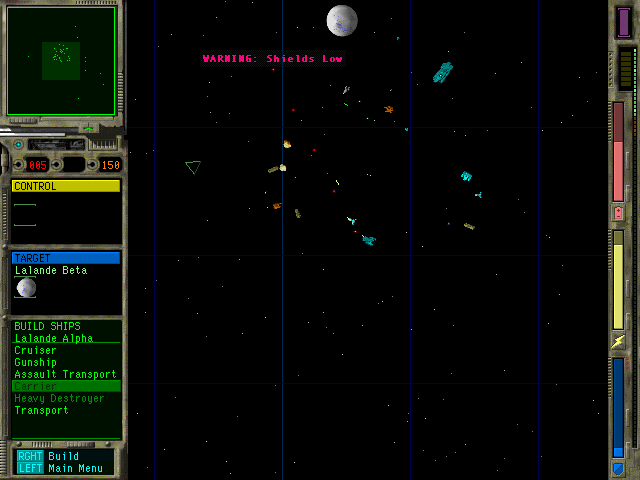 WARNING: Shields Low
005
150
CONTROL
TARGET
Lalande Beta
BUILD SHIPS
Lalande Alpha
Cruiser
Gunship
Assault Transport
Carrier
Heavy Destroyer
Transport
RGHT Build
LEFT Main Menu